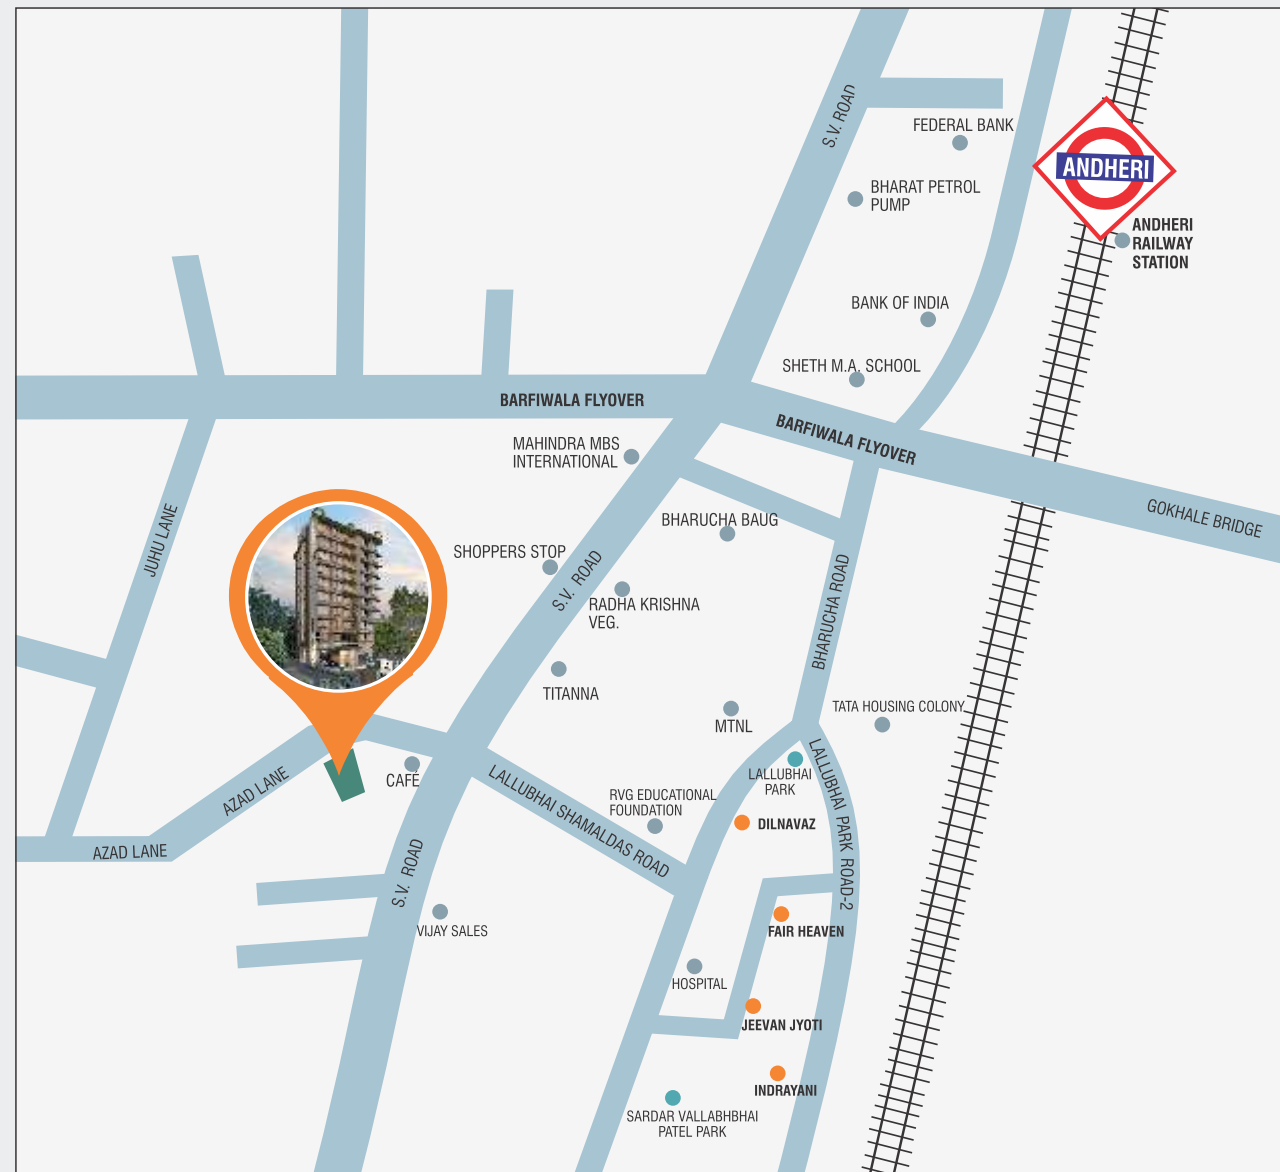 S.V. ROAD
FEDERAL BANK
ANDHERI
BHARAT PETROL
PUMP
ANDHERI
RAILWAY
STATION
BANK OF INDIA
SHETH M.A. SCHOOL
BARFIWALA FLYOVER
BARFIWALA FLYOVER
MAHINDRA MBS
INTERNATIONAL
GOKHALE BRIDGE
JUHU LANE
BHARUCHA BAUG
SHOPPERS STOP
S.V. ROAD
RADHA KRISHNA
VEG.
BHARUCHA ROAD
TITANNA
MTNL
TATA HOUSING COLONY
CAFÉ
AZAD LANE
LALLUBHAI SHAMALDAS ROAD
LALLUBHAI
PARK
LALLUBHAI PARK ROAD-2
RVG EDUCATIONAL
FOUNDATION
DILNAVAZ
AZAD LANE
S.V. ROAD
VIJAY SALES
FAIR HEAVEN
HOSPITAL
JEEVAN JYOTI
INDRAYANI
SARDAR VALLABHBHAI
PATEL PARK